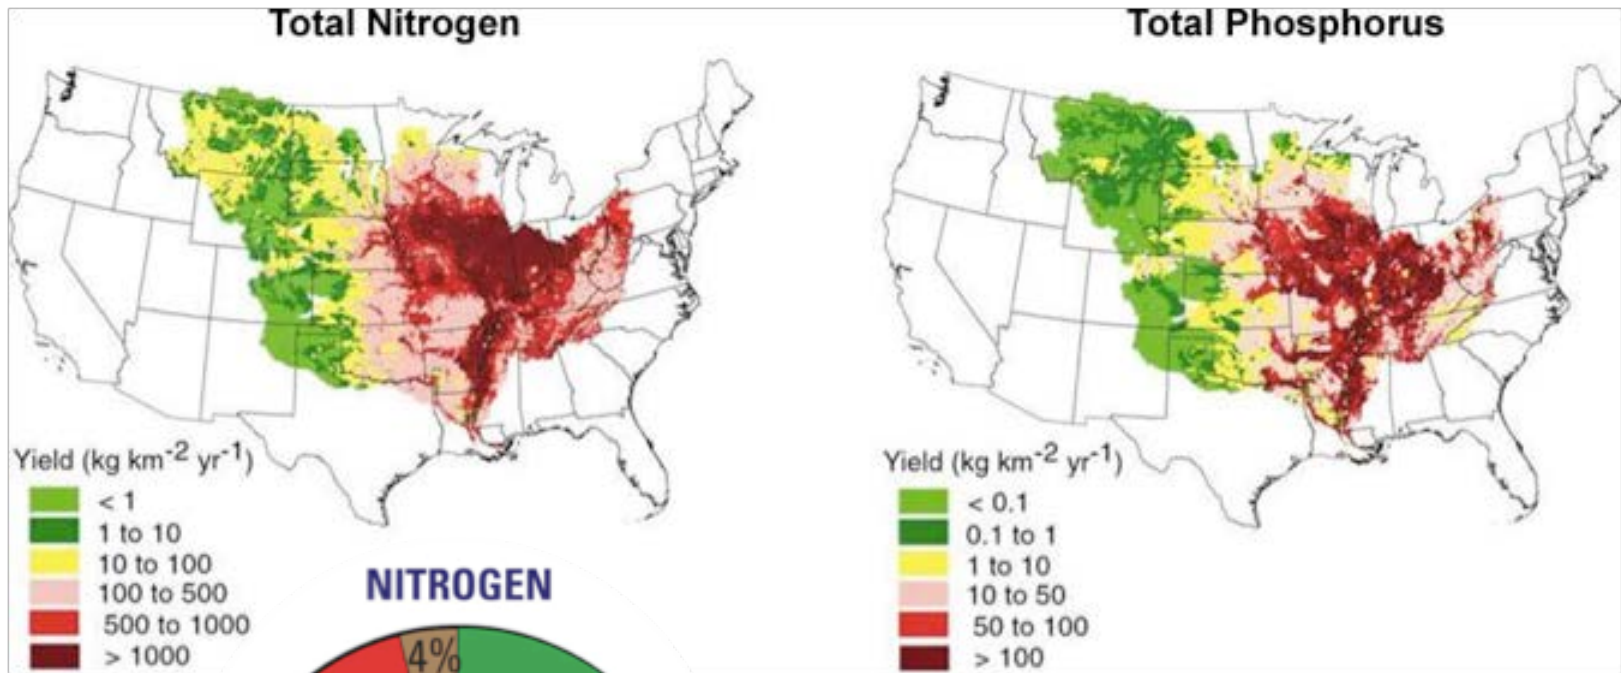 Total Nitrogen
Total Phosphorus
Yield (kg km-2 yr-1)
< 1
1 to 10
10 to 100
100 to 500
500 to 1000
> 1000
Yield (kg km-2 yr-1)
< 0.1
0.1 to 1
1 to 10
10 to 50
50 to 100
> 100
NITROGEN
4%